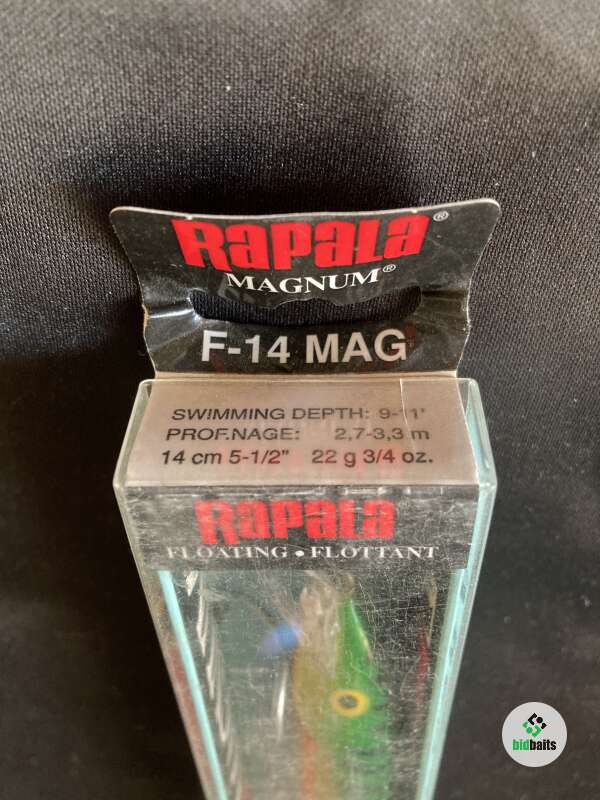 Rapala®
MAGNUM®
F-14 MAG
SWIMMING DEPTH: 9-11'
PROF.NAGE: 2,7-3,3 m
14 cm 5-1/2" 22 g 3/4 oz.
Rapala
FLOATING • FLOTTANT
bidbaits